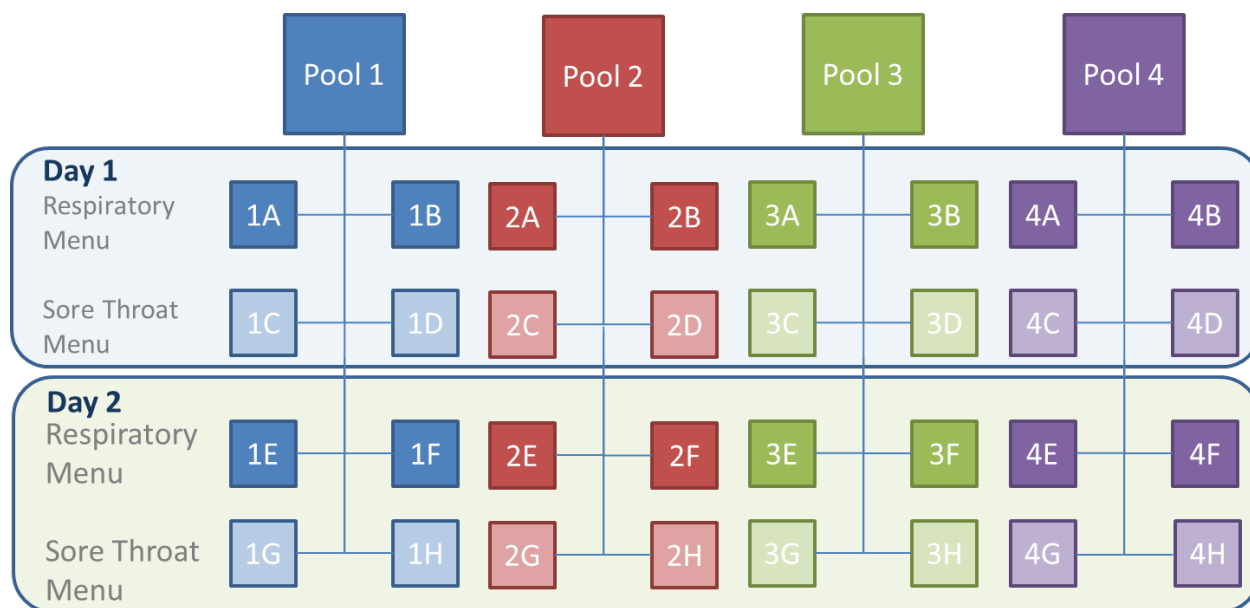 Pool 1
Pool 2
Pool 3
Pool 4
Day 1
Respiratory
Menu
1A
1B
2A
2B
3A
3B
4A
4B
Sore Throat
Menu
1C
1D
2C
2D
3C
3D
4C
4D
Day 2
Respiratory
Menu
1E
1F
2E
2F
3E
3F
4E
4F
Sore Throat
Menu
1G
1H
2G
2H
3G
3H
4G
4H